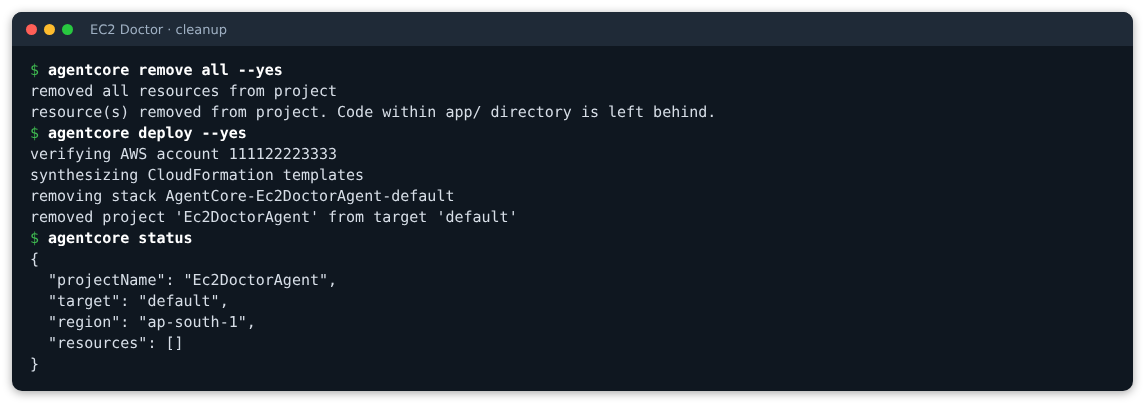 EC2 Doctor · cleanup
$ agentcore remove all --yes
removed all resources from project
resource(s) removed from project. Code within app/ directory is left behind.
$ agentcore deploy --yes
verifying AWS account 111122223333
synthesizing CloudFormation templates
removing stack AgentCore-Ec2DoctorAgent-default
removed project 'Ec2DoctorAgent' from target 'default'
$ agentcore status
{
  "projectName": "Ec2DoctorAgent",
  "target": "default",
  "region": "ap-south-1",
  "resources": []
}